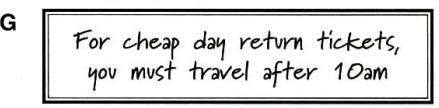 G
For cheap day return tickets,
you must travel after 10am